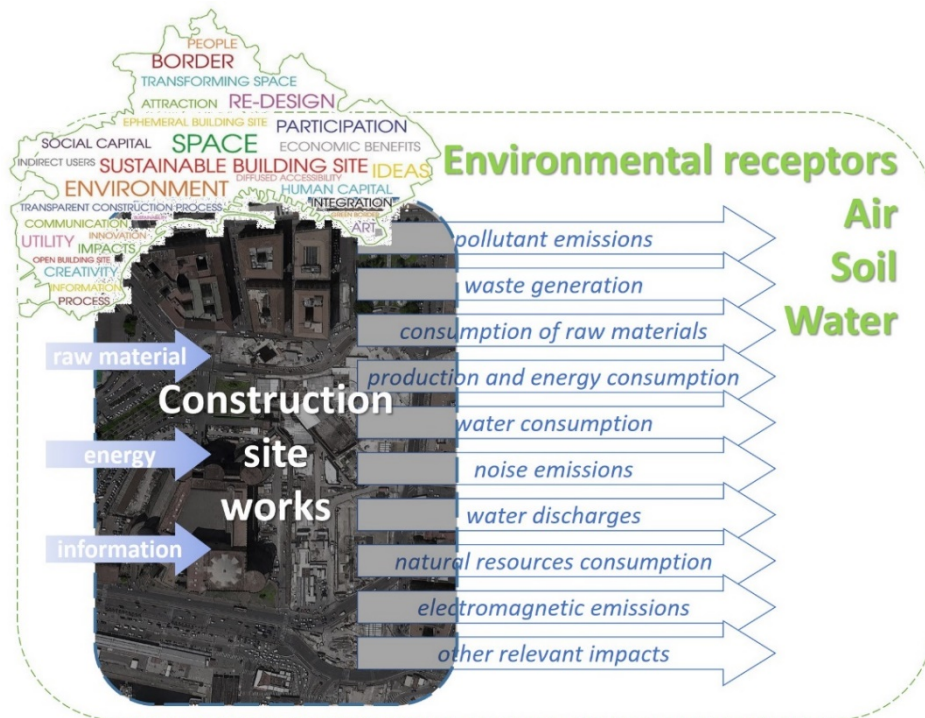 PEOPLE
BORDER
TRANSFORMING SPACE
ATTRACTION RE-DESIGN
EPHEMERAL BUILDING SITE
PARTICIPATION
SOCIAL CAPITAL SPACE ECONOMIC BENEFITS
INDIRECT USERS SUSTAINABLE BUILDING SITE IDEAS
DIFFUSED ACCESSIBILITY
ENVIRONMENT HUMAN CAPITAL
TRANSPARENT CONSTRUCTION PROCESS INTEGRATION
GREEN BORDER
COMMUNICATION ART
INNOVATION
UTILITY IMPACTS
OPEN BUILDING SITE
CREATIVITY
INFORMATION
PROCESS
Environmental receptors
Air
Soil
Water
raw material
energy
information
Construction
site
works
pollutant emissions
waste generation
consumption of raw materials
production and energy consumption
water consumption
noise emissions
water discharges
natural resources consumption
electromagnetic emissions
other relevant impacts